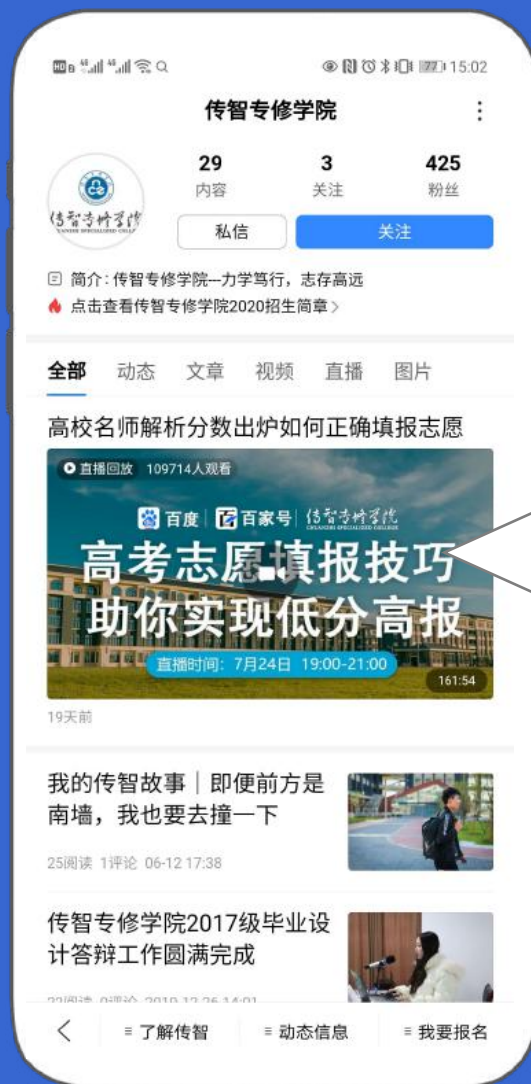 15:02
传智专修学院
29
3
425
内容
关注
粉丝
传智专修学院
私信
关注
简介:传智专修学院—力学笃行，志存高远
点击查看传智专修学院2020招生简章>
全部 动态 文章 视频 直播 图片
高校名师解析分数出炉如何正确填报志愿
直播回放 109714人观看
百度 百家号 传智专修学院
高考志愿填报技巧
助你实现低分高报
直播时间: 7月24日 19:00-21:00
161:54
19天前
我的传智故事｜即便前方是
南墙，我也要去撞一下
25阅读 1评论 06-12 17:38
传智专修学院2017级毕业设
计答辩工作圆满完成
了解传智
动态信息
我要报名